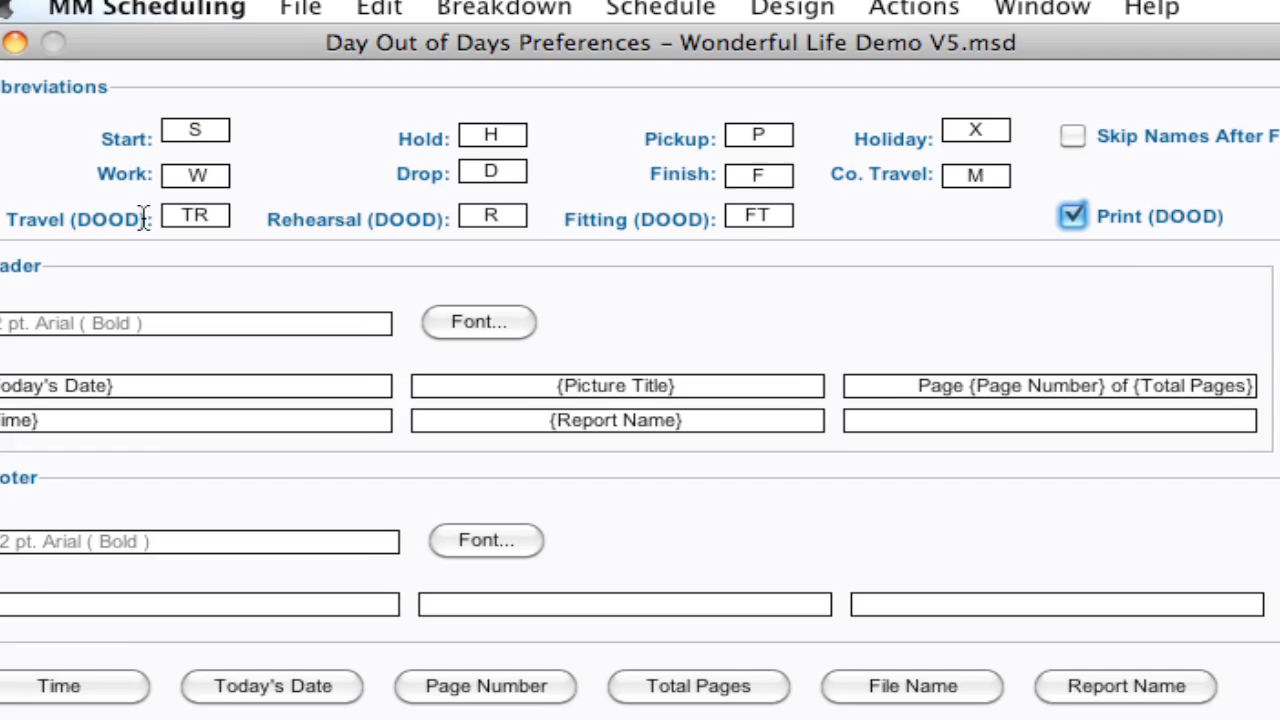 MM Scheduling File Edit Breakdown Schedule Design Actions Window Help
Day Out of Days Preferences – Wonderful Life Demo V5.msd
breviations
Start: S Hold: H Pickup: P Holiday: X Skip Names After F
Work: W Drop: D Finish: F Co. Travel: M
Travel (DOOD): TR Rehearsal (DOOD): R Fitting (DOOD): FT Print (DOOD)
ader
2 pt. Arial ( Bold ) Font...
oday's Date} {Picture Title} Page {Page Number} of {Total Pages}
ime} {Report Name}
oter
2 pt. Arial ( Bold ) Font...
Time Today's Date Page Number Total Pages File Name Report Name